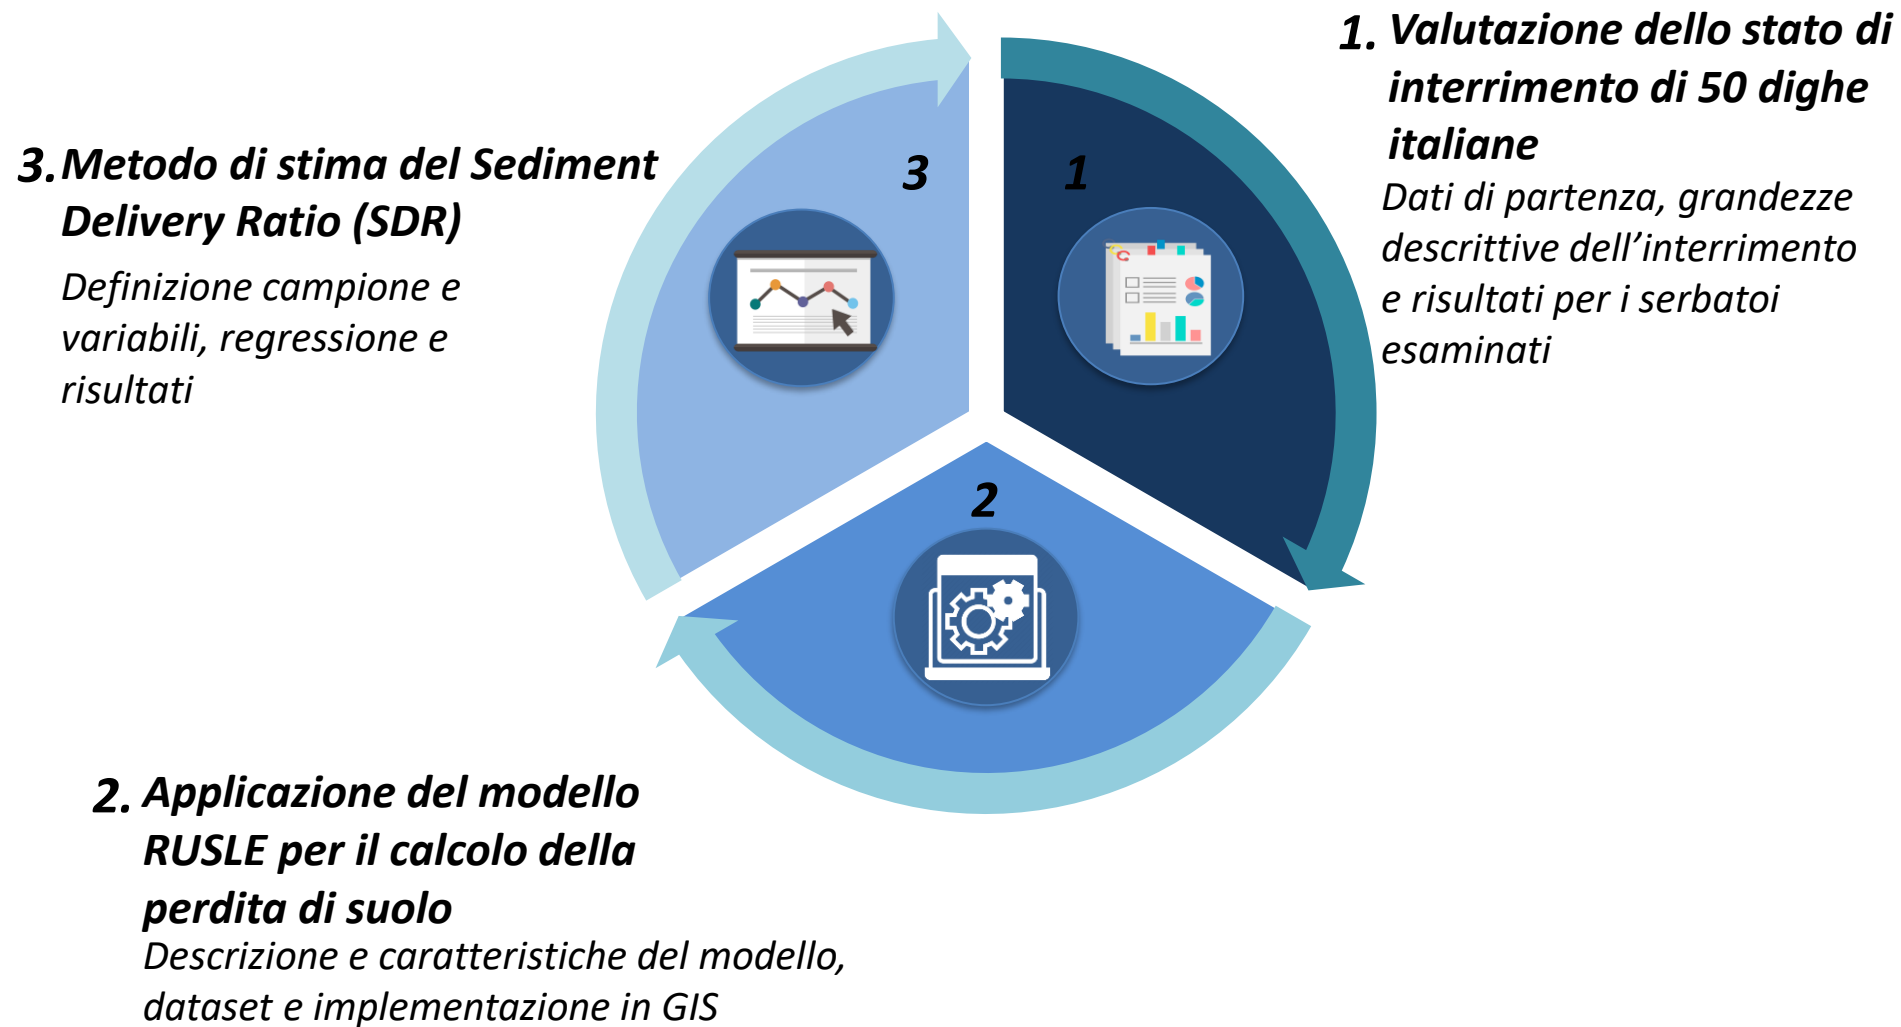 1. Valutazione dello stato di
interrimento di 50 dighe
italiane
Dati di partenza, grandezze
descrittive dell’interrimento
e risultati per i serbatoi
esaminati
3. Metodo di stima del Sediment
Delivery Ratio (SDR)
Definizione campione e
variabili, regressione e
risultati
3
1
2
2. Applicazione del modello
RUSLE per il calcolo della
perdita di suolo
Descrizione e caratteristiche del modello,
dataset e implementazione in GIS